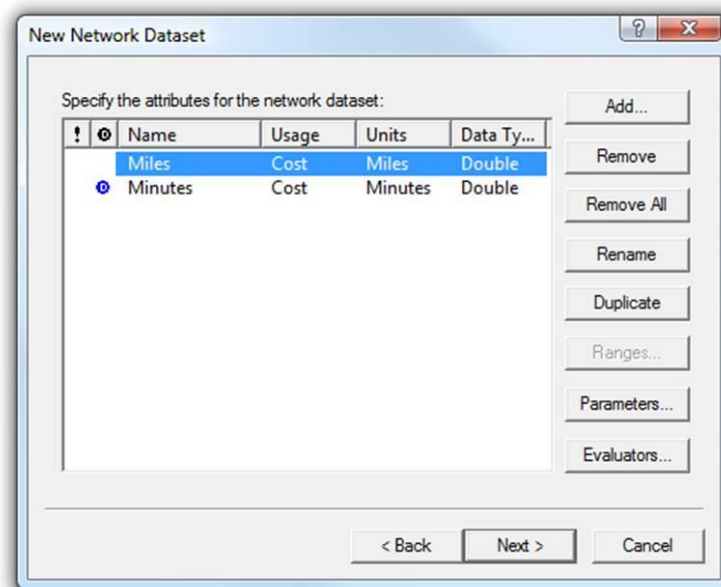 New Network Dataset
?
X
Specify the attributes for the network dataset:
! D Name Usage Units Data Ty...
Miles Cost Miles Double
D Minutes Cost Minutes Double
Add...
Remove
Remove All
Rename
Duplicate
Ranges...
Parameters...
Evaluators...
< Back Next > Cancel